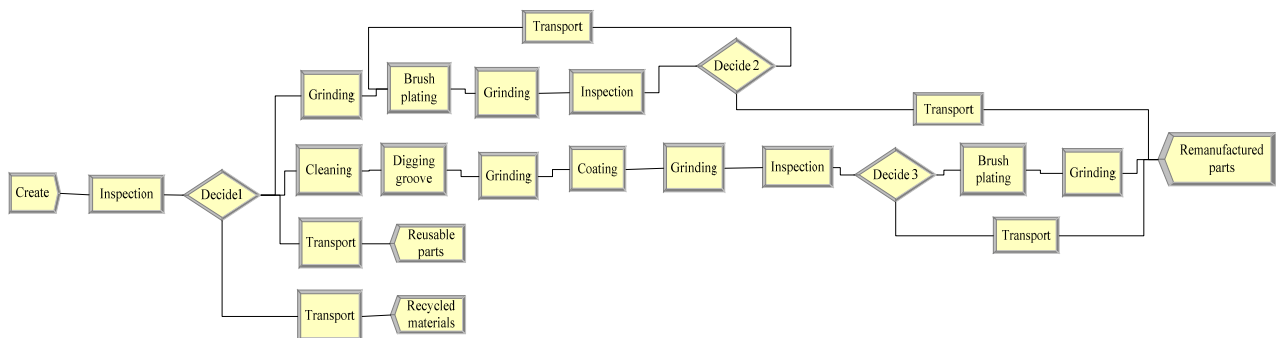 Transport
Grinding
Brush
plating
Grinding
Inspection
Decide 2
Transport
Create
Inspection
Decide1
Cleaning
Digging
groove
Grinding
Coating
Grinding
Inspection
Decide 3
Brush
plating
Grinding
Remanufactured
parts
Transport
Transport
Reusable
parts
Transport
Recycled
materials